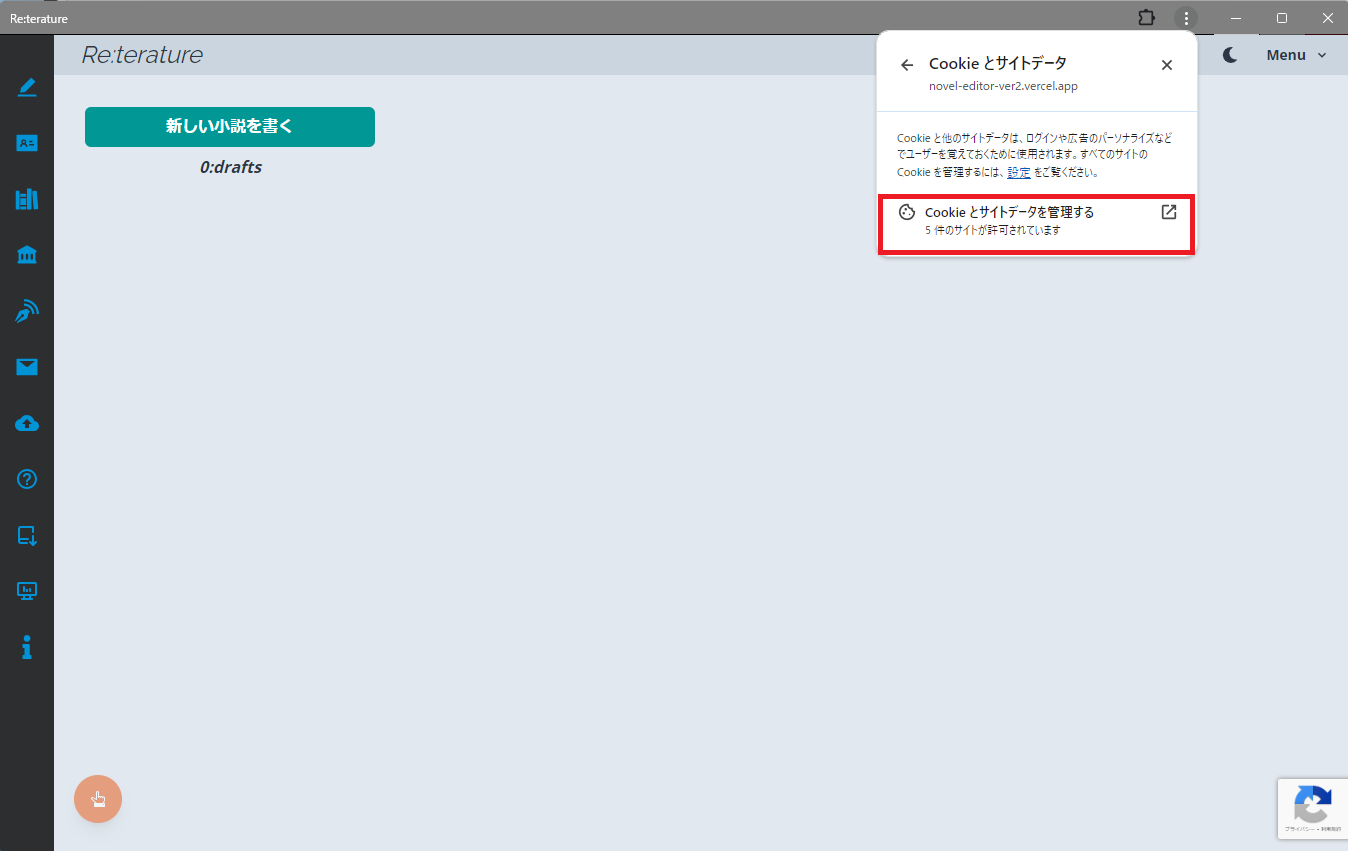 Re:terature
Re:terature
Menu
新しい小説を書く
0:drafts
Cookie とサイトデータ
novel-editor-ver2.vercel.app
Cookie と他のサイトデータは、ログインや広告のパーソナライズなど
でユーザーを覚えておくために使用されます。すべてのサイトの
Cookie を管理するには、設定 をご覧ください。
Cookie とサイトデータを管理する
5 件のサイトが許可されています
プライバシー - 利用規約